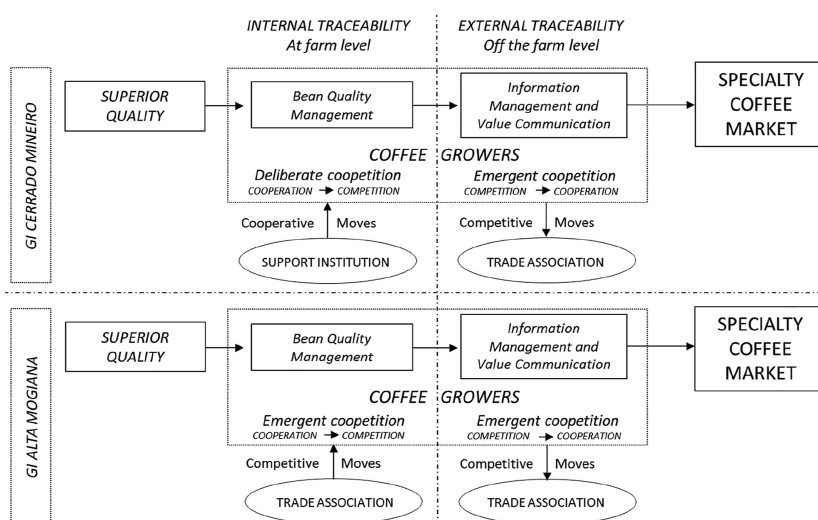 INTERNAL TRACEABILITY
At farm level
EXTERNAL TRACEABILITY
Off the farm level
GI CERRADO MINEIRO
SUPERIOR
QUALITY
Bean Quality
Management
Information
Management and
Value Communication
SPECIALTY
COFFEE
MARKET
COFFEE GROWERS
Deliberate coopetition
COOPERATION COMPETITION
Emergent coopetition
COMPETITION COOPERATION
Cooperative Moves
Competitive Moves
SUPPORT INSTITUTION
TRADE ASSOCIATION
GI ALTA MOGIANA
SUPERIOR
QUALITY
Bean Quality
Management
Information
Management and
Value Communication
SPECIALTY
COFFEE
MARKET
COFFEE GROWERS
Emergent coopetition
COOPERATION COMPETITION
Emergent coopetition
COMPETITION COOPERATION
Competitive Moves
Competitive Moves
TRADE ASSOCIATION
TRADE ASSOCIATION